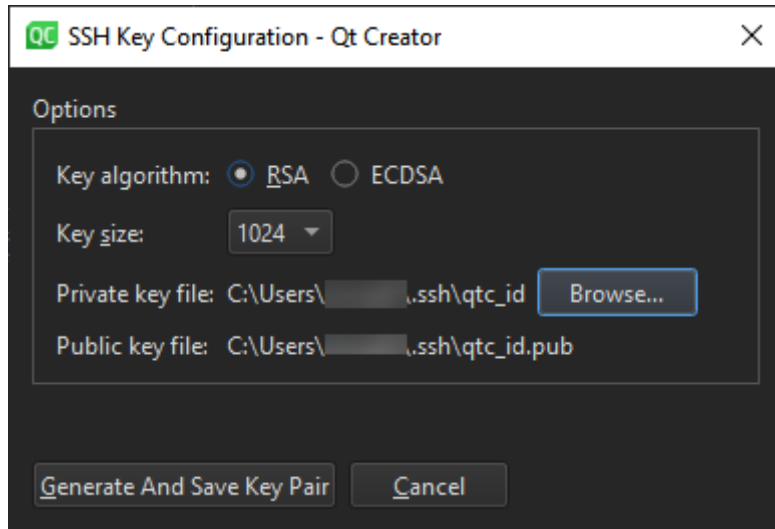 QC SSH Key Configuration - Qt Creator
Options
Key algorithm: RSA ECDSA
Key size: 1024
Private key file: C:\Users\ \.ssh\qtc_id Browse...
Public key file: C:\Users\ \.ssh\qtc_id.pub
Generate And Save Key Pair Cancel